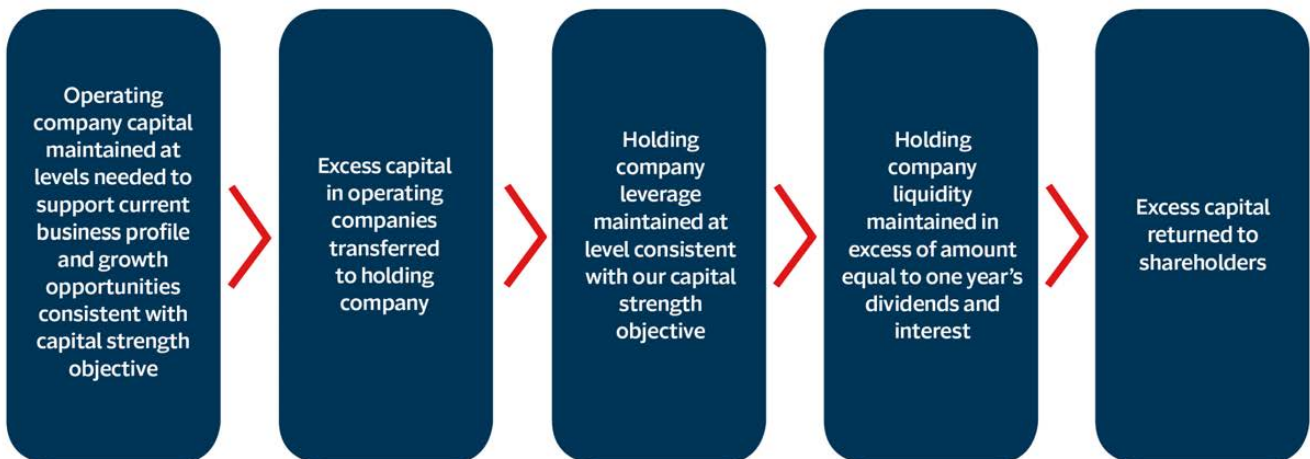 Operating
company capital
maintained at
levels needed to
support current
business profile
and growth
opportunities
consistent with
capital strength
objective
Excess capital
in operating
companies
transferred
to holding
company
Holding
company
leverage
maintained at
level consistent
with our capital
strength
objective
Holding
company
liquidity
maintained in
excess of amount
equal to one year’s
dividends and
interest
Excess capital
returned to
shareholders